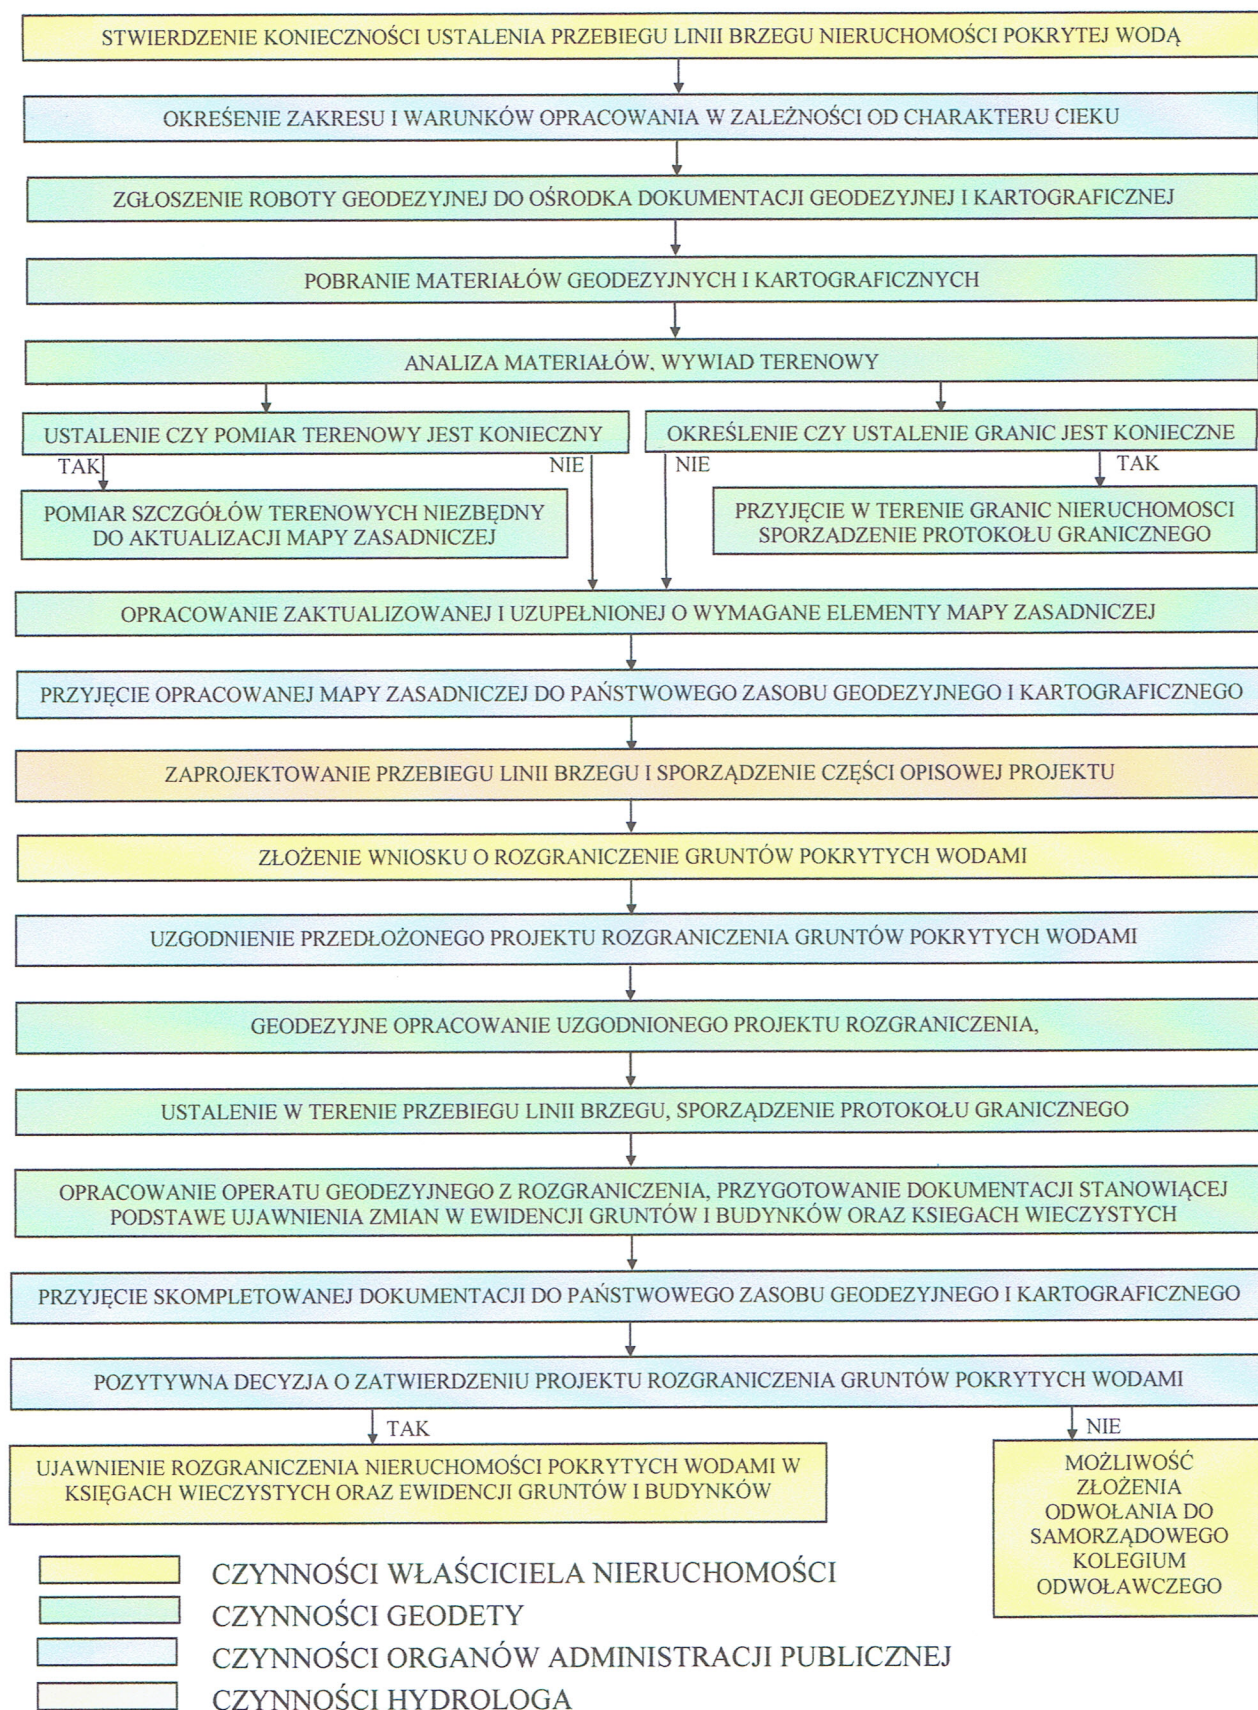 STWIERDZENIE KONIECZNOŚCI USTALENIA PRZEBIEGU LINII BRZEGU NIERUCHOMOŚCI POKRYTEJ WODĄ
OKREŚENIE ZAKRESU I WARUNKÓW OPRACOWANIA W ZALEŻNOŚCI OD CHARAKTERU CIEKU
ZGŁOSZENIE ROBOTY GEODEZYJNEJ DO OŚRODKA DOKUMENTACJI GEODEZYJNEJ I KARTOGRAFICZNEJ
POBRANIE MATERIAŁÓW GEODEZYJNYCH I KARTOGRAFICZNYCH
ANALIZA MATERIAŁÓW, WYWIAD TERENOWY
USTALENIE CZY POMIAR TERENOWY JEST KONIECZNY
OKREŚLENIE CZY USTALENIE GRANIC JEST KONIECZNE
TAK
NIE
NIE
TAK
POMIAR SZCZGÓŁÓW TERENOWYCH NIEZBĘDNY
DO AKTUALIZACJI MAPY ZASADNICZEJ
PRZYJĘCIE W TERENIE GRANIC NIERUCHOMOSCI
SPORZADZENIE PROTOKOŁU GRANICZNEGO
OPRACOWANIE ZAKTUALIZOWANEJ I UZUPEŁNIONEJ O WYMAGANE ELEMENTY MAPY ZASADNICZEJ
PRZYJĘCIE OPRACOWANEJ MAPY ZASADNICZEJ DO PAŃSTWOWEGO ZASOBU GEODEZYJNEGO I KARTOGRAFICZNEGO
ZAPROJEKTOWANIE PRZEBIEGU LINII BRZEGU I SPORZĄDZENIE CZĘŚCI OPISOWEJ PROJEKTU
ZŁOŻENIE WNIOSKU O ROZGRANICZENIE GRUNTÓW POKRYTYCH WODAMI
UZGODNIENIE PRZEDŁOŻONEGO PROJEKTU ROZGRANICZENIA GRUNTÓW POKRYTYCH WODAMI
GEODEZYJNE OPRACOWANIE UZGODNIONEGO PROJEKTU ROZGRANICZENIA,
USTALENIE W TERENIE PRZEBIEGU LINII BRZEGU, SPORZĄDZENIE PROTOKOŁU GRANICZNEGO
OPRACOWANIE OPERATU GEODEZYJNEGO Z ROZGRANICZENIA, PRZYGOTOWANIE DOKUMENTACJI STANOWIĄCEJ
PODSTAWE UJAWNIENIA ZMIAN W EWIDENCJI GRUNTÓW I BUDYNKÓW ORAZ KSIEGACH WIECZYSTYCH
PRZYJĘCIE SKOMPLETOWANEJ DOKUMENTACJI DO PAŃSTWOWEGO ZASOBU GEODEZYJNEGO I KARTOGRAFICZNEGO
POZYTYWNA DECYZJA O ZATWIERDZENIU PROJEKTU ROZGRANICZENIA GRUNTÓW POKRYTYCH WODAMI
TAK
NIE
UJAWNIENIE ROZGRANICZENIA NIERUCHOMOŚCI POKRYTYCH WODAMI W
KSIĘGACH WIECZYSTYCH ORAZ EWIDENCJI GRUNTÓW I BUDYNKÓW
MOŻLIWOŚĆ
ZŁOŻENIA
ODWOŁANIA DO
SAMORZĄDOWEGO
KOLEGIUM
ODWOŁAWCZEGO
CZYNNOŚCI WŁAŚCICIELA NIERUCHOMOŚCI
CZYNNOŚCI GEODETY
CZYNNOŚCI ORGANÓW ADMINISTRACJI PUBLICZNEJ
CZYNNOŚCI HYDROLOGA